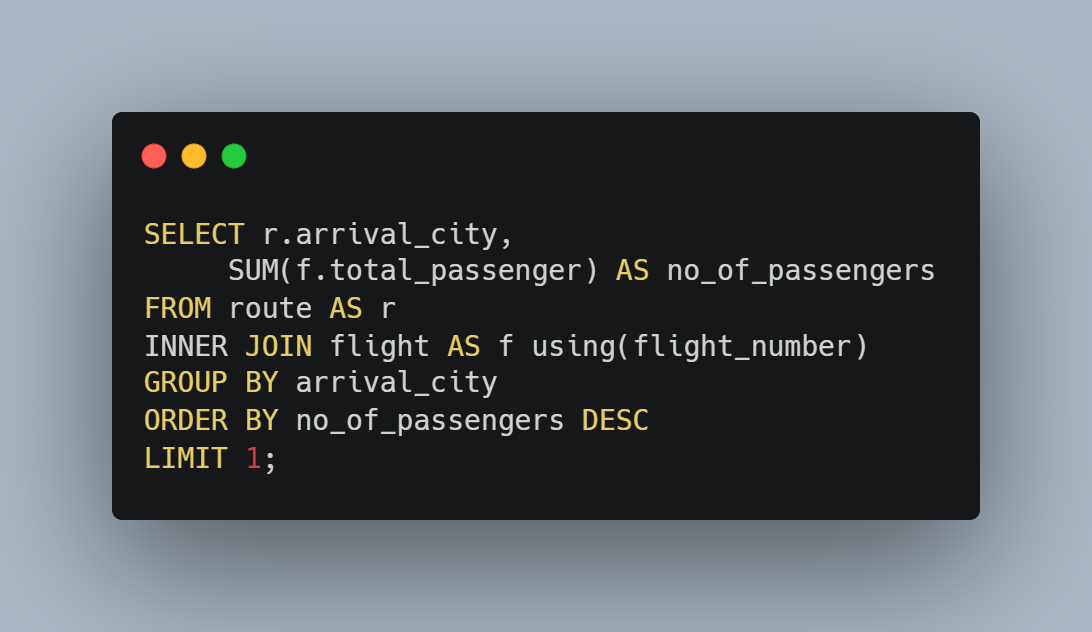 SELECT r.arrival_city,
     SUM(f.total_passenger) AS no_of_passengers
FROM route AS r
INNER JOIN flight AS f using(flight_number)
GROUP BY arrival_city
ORDER BY no_of_passengers DESC
LIMIT 1;